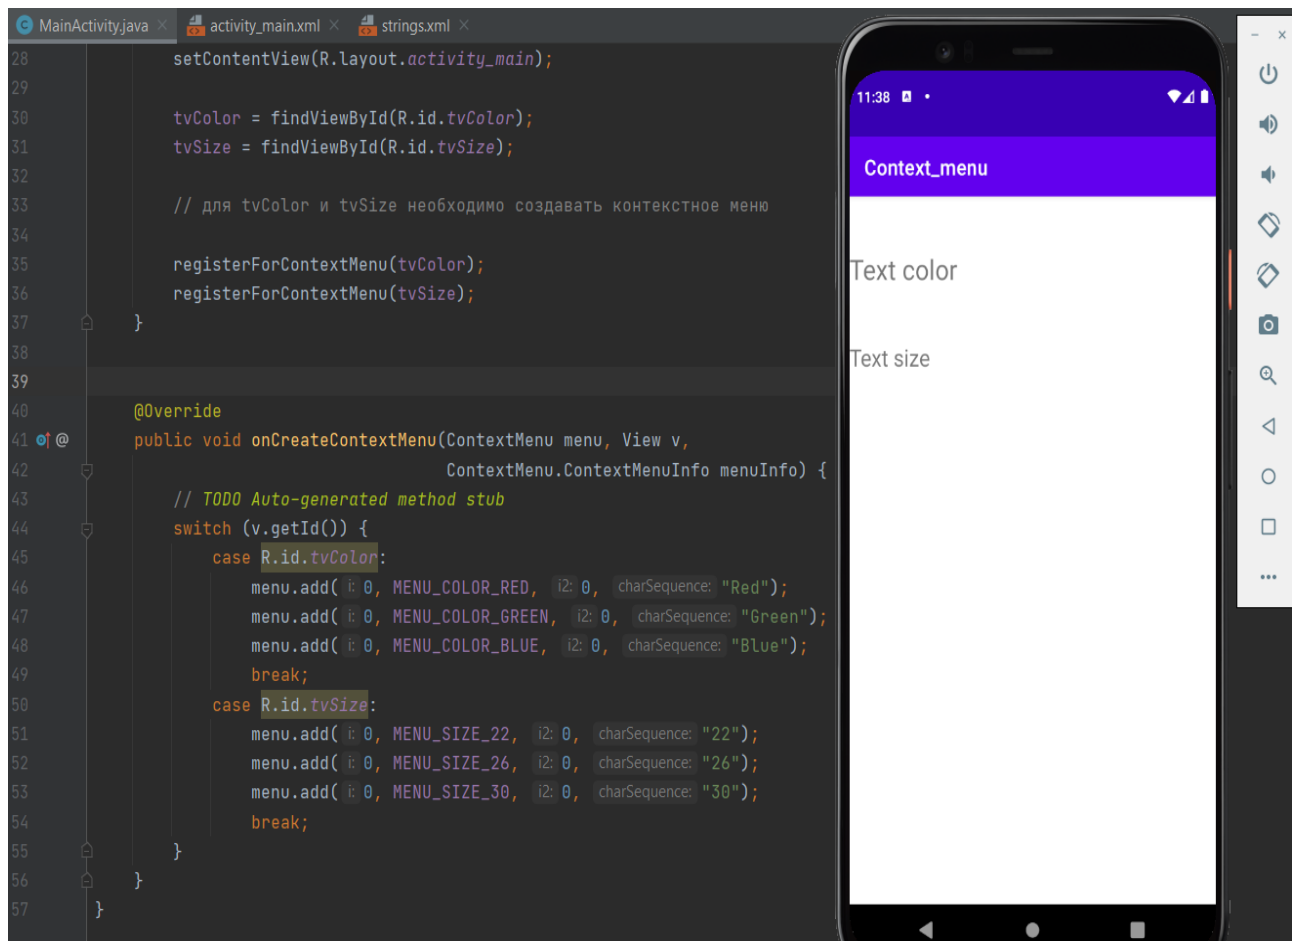 MainActivity.java
activity_main.xml
strings.xml
28 setContentView(R.layout.activity_main);
29
30 tvColor = findViewById(R.id.tvColor);
31 tvSize = findViewById(R.id.tvSize);
32
33 // для tvColor и tvSize необходимо создавать контекстное меню
34
35 registerForContextMenu(tvColor);
36 registerForContextMenu(tvSize);
37 }
38
39
40 @Override
41 @ public void onCreateContextMenu(ContextMenu menu, View v,
42 ContextMenu.ContextMenuInfo menuInfo) {
43 // TODO Auto-generated method stub
44 switch (v.getId()) {
45 case R.id.tvColor:
46 menu.add( i: 0, MENU_COLOR_RED, i2: 0, charSequence: "Red");
47 menu.add( i: 0, MENU_COLOR_GREEN, i2: 0, charSequence: "Green");
48 menu.add( i: 0, MENU_COLOR_BLUE, i2: 0, charSequence: "Blue");
49 break;
50 case R.id.tvSize:
51 menu.add( i: 0, MENU_SIZE_22, i2: 0, charSequence: "22");
52 menu.add( i: 0, MENU_SIZE_26, i2: 0, charSequence: "26");
53 menu.add( i: 0, MENU_SIZE_30, i2: 0, charSequence: "30");
54 break;
55 }
56 }
57 }
11:38
Context_menu
Text color
Text size